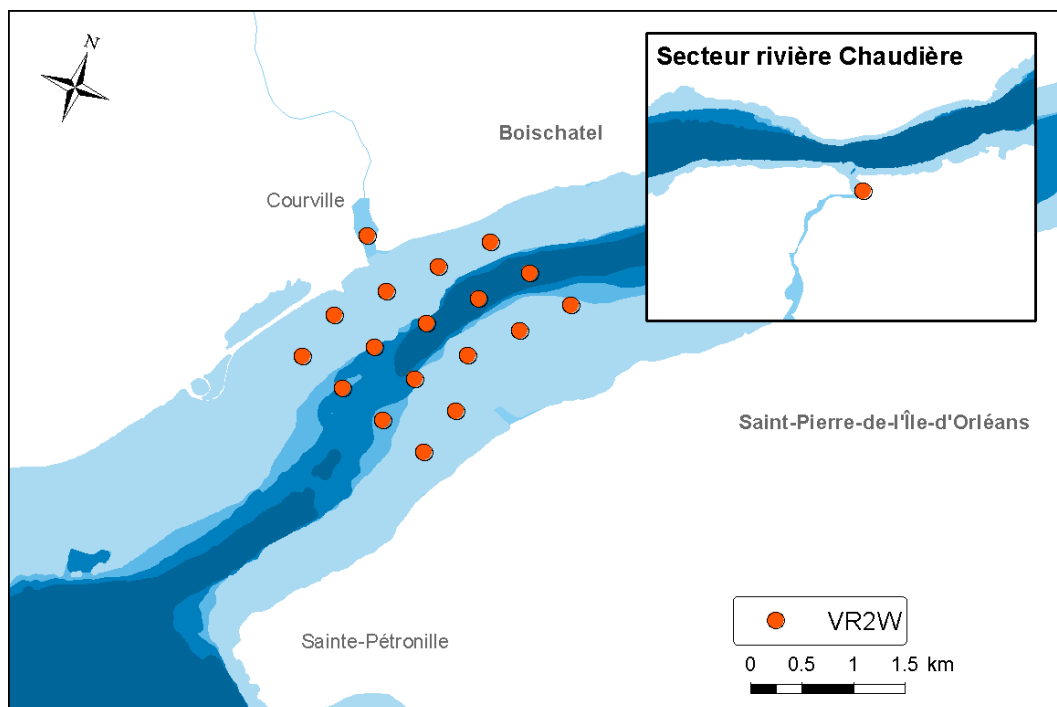 N
Secteur rivière Chaudière
Boischatel
Courville
Saint-Pierre-de-l'Île-d'Orléans
Sainte-Pétronille
VR2W
0 0.5 1 1.5 km